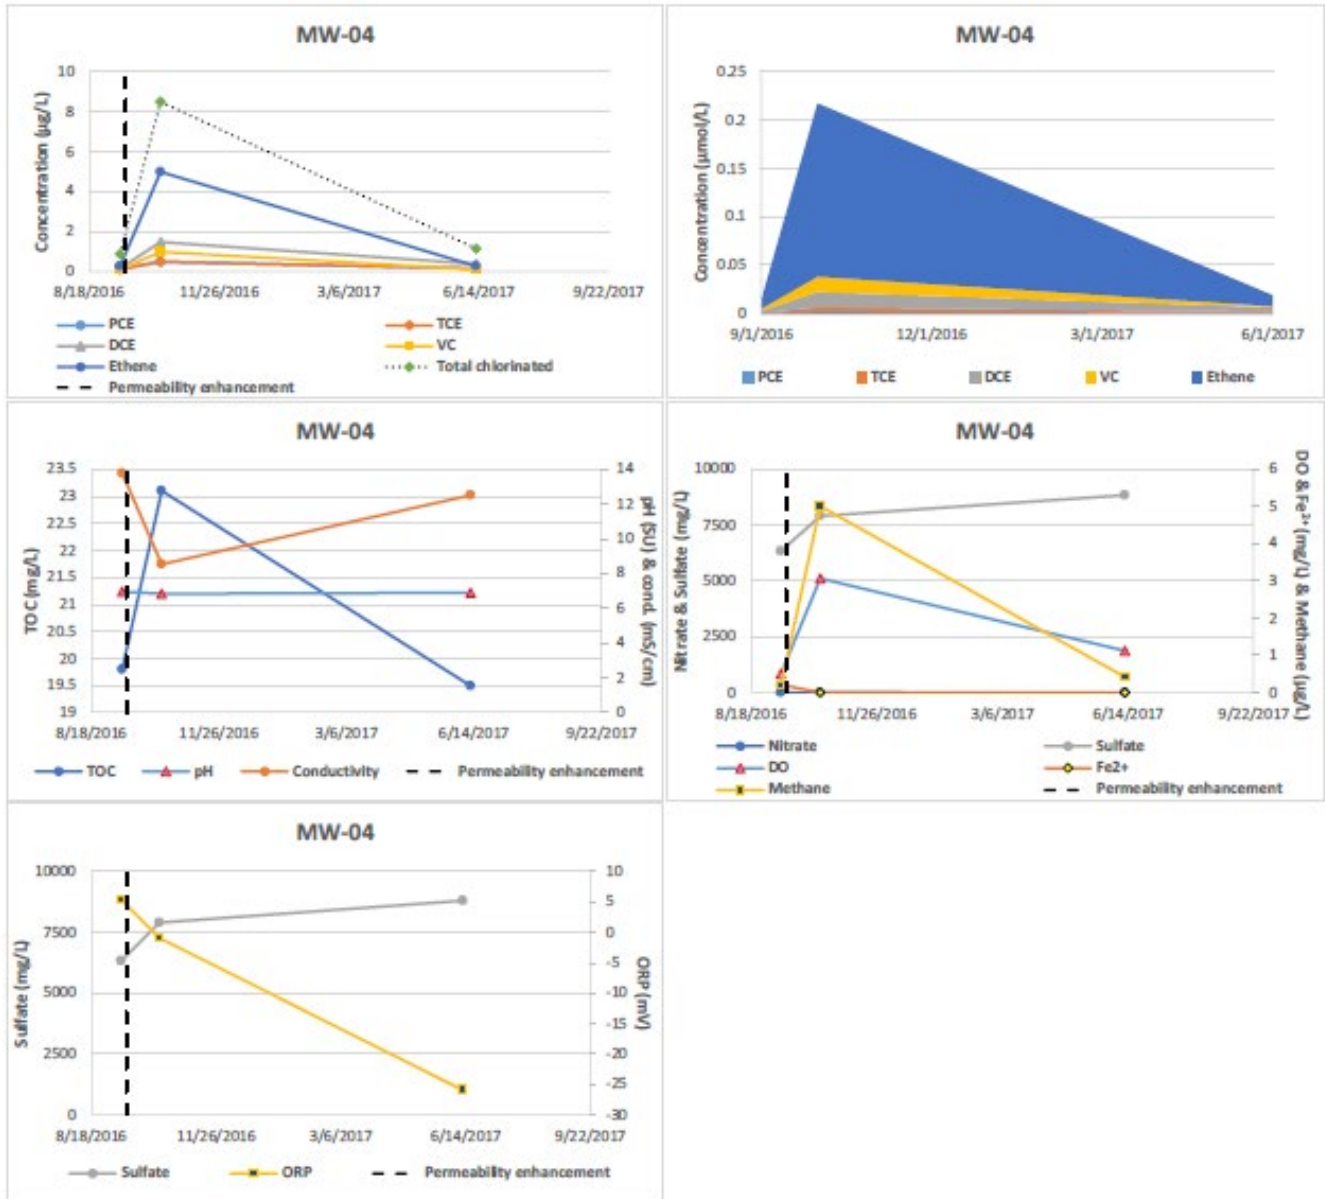 MW-04
10
8
6
4
2
0
Concentration (µg/L)
8/18/2016 11/26/2016 3/6/2017 6/14/2017 9/22/2017
PCE TCE
DCE VC
Ethene Total chlorinated
Permeability enhancement
MW-04
0.25
0.2
0.15
0.1
0.05
0
Concentration (µmol/L)
9/1/2016 12/1/2016 3/1/2017 6/1/2017
PCE TCE DCE VC Ethene
MW-04
23.5
23
22.5
22
21.5
21
20.5
20
19.5
19
TOC (mg/L)
14
12
10
8
6
4
2
0
pH (SU) & cond. (mS/cm)
8/18/2016 11/26/2016 3/6/2017 6/14/2017 9/22/2017
TOC pH Conductivity Permeability enhancement
MW-04
10000
7500
5000
2500
0
Nitrate & Sulfate (mg/L)
6
5
4
3
2
1
0
DO & Fe²⁺ (mg/L) & Methane (µg/L)
8/18/2016 11/26/2016 3/6/2017 6/14/2017 9/22/2017
Nitrate Sulfate
DO Fe2+
Methane Permeability enhancement
MW-04
10000
7500
5000
2500
0
Sulfate (mg/L)
10
5
0
-5
-10
-15
-20
-25
-30
ORP (mV)
8/18/2016 11/26/2016 3/6/2017 6/14/2017 9/22/2017
Sulfate ORP Permeability enhancement